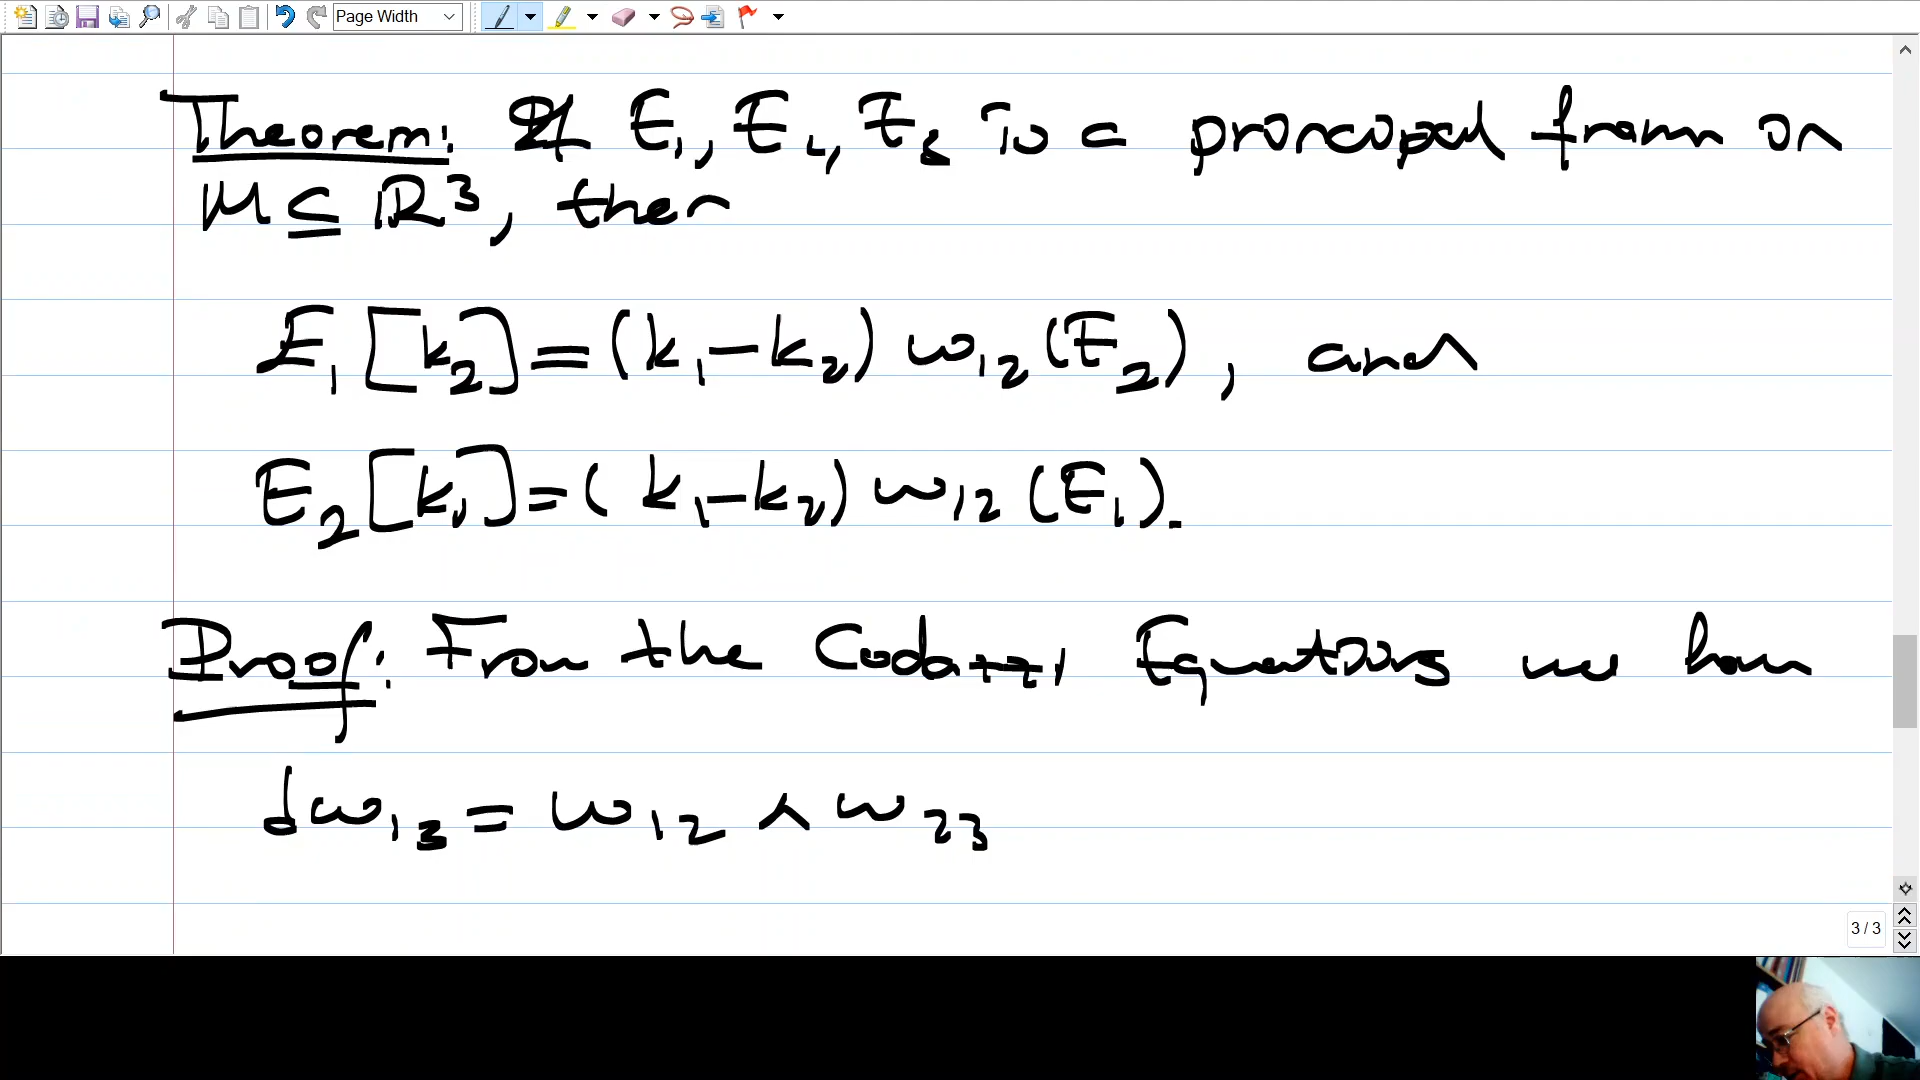 Page Width
Theorem: If E₁, E₂, E₃ is a principal frame on
M ⊆ ℝ³, then
E₁[k₂] = (k₁-k₂) ω₁₂(E₂), and
E₂[k₁] = (k₁-k₂) ω₁₂(E₁).
Proof: From the Codazzi Equations we have
dω₁₃ = ω₁₂ ∧ ω₂₃
3 / 3